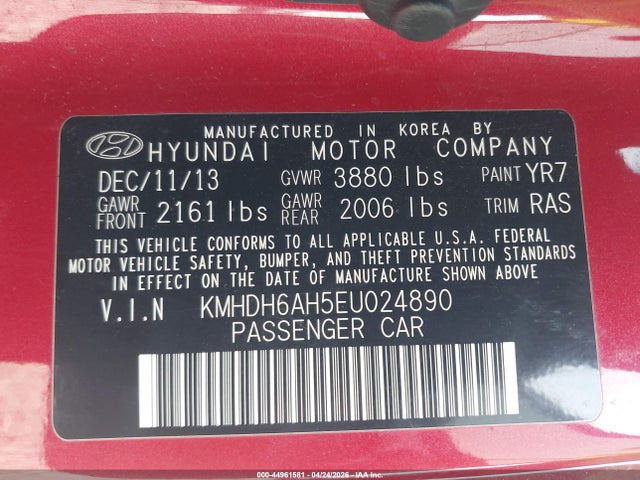 MANUFACTURED IN KOREA BY
HYUNDAI MOTOR COMPANY
DEC/11/13 GVWR 3880 lbs PAINT YR7
GAWR FRONT 2161 lbs GAWR REAR 2006 lbs TRIM RAS
THIS VEHICLE CONFORMS TO ALL APPLICABLE U.S.A. FEDERAL
MOTOR VEHICLE SAFETY, BUMPER, AND THEFT PREVENTION STANDARDS
IN EFFECT ON THE DATE OF MANUFACTURE SHOWN ABOVE
V.I.N KMHDH6AH5EU024890
PASSENGER CAR
000-44961581 - 04/24/2026 - IAA Inc.